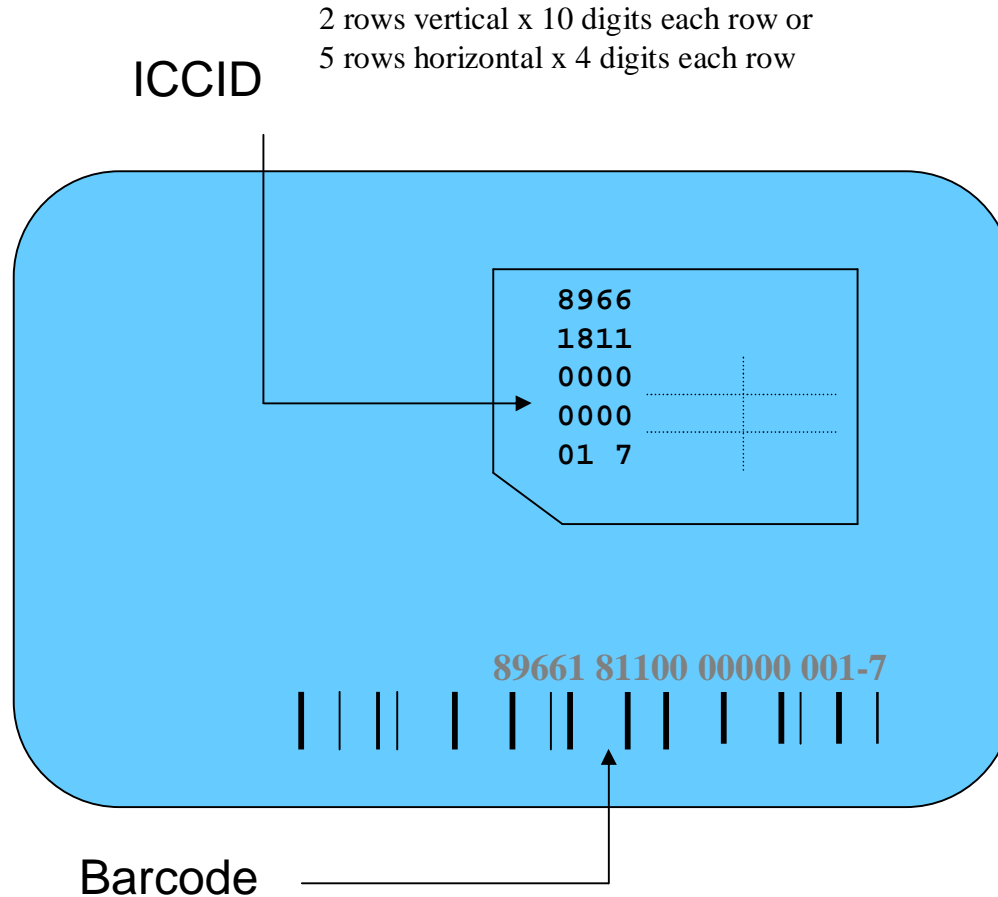 2 rows vertical x 10 digits each row or
5 rows horizontal x 4 digits each row
ICCID
8966
1811
0000
0000
01 7
89661 81100 00000 001-7
Barcode